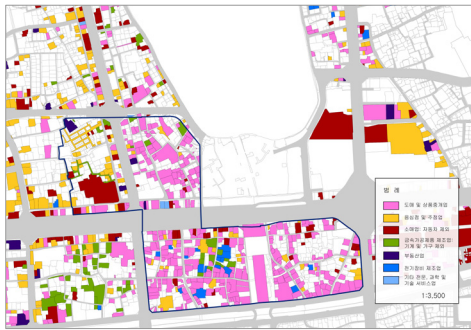 범 례
도매 및 상품중개업
음식점 및 주점업
소매업; 자동차 제외
금속가공제품 제조업;
기계 및 가구 제외
부동산업
전기장비 제조업
기타 전문, 과학 및
기술 서비스업
1:3,500